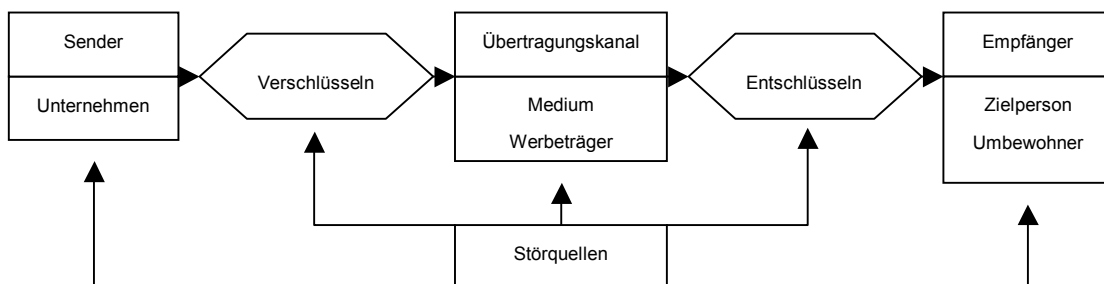 Sender
Unternehmen
Verschlüsseln
Übertragungskanal
Medium
Werbeträger
Entschlüsseln
Empfänger
Zielperson
Umbewohner
Störquellen